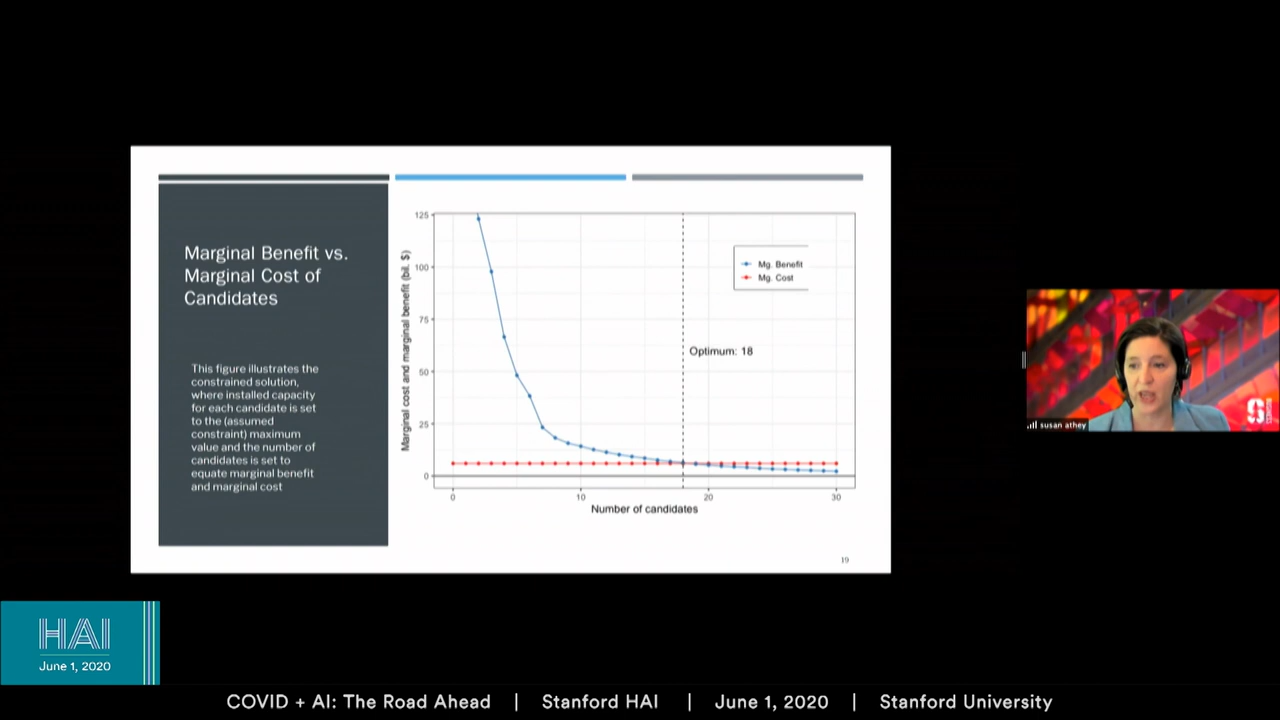 Marginal Benefit vs.
Marginal Cost of
Candidates
This figure illustrates the
constrained solution,
where installed capacity
for each candidate is set
to the (assumed
constraint) maximum
value and the number of
candidates is set to
equate marginal benefit
and marginal cost
Marginal cost and marginal benefit (bil. $)
125
100
75
50
25
0
Mg. Benefit
Mg. Cost
Optimum: 18
0 10 20 30
Number of candidates
19
susan athey
S
HAI
June 1, 2020
COVID + AI: The Road Ahead | Stanford HAI | June 1, 2020 | Stanford University